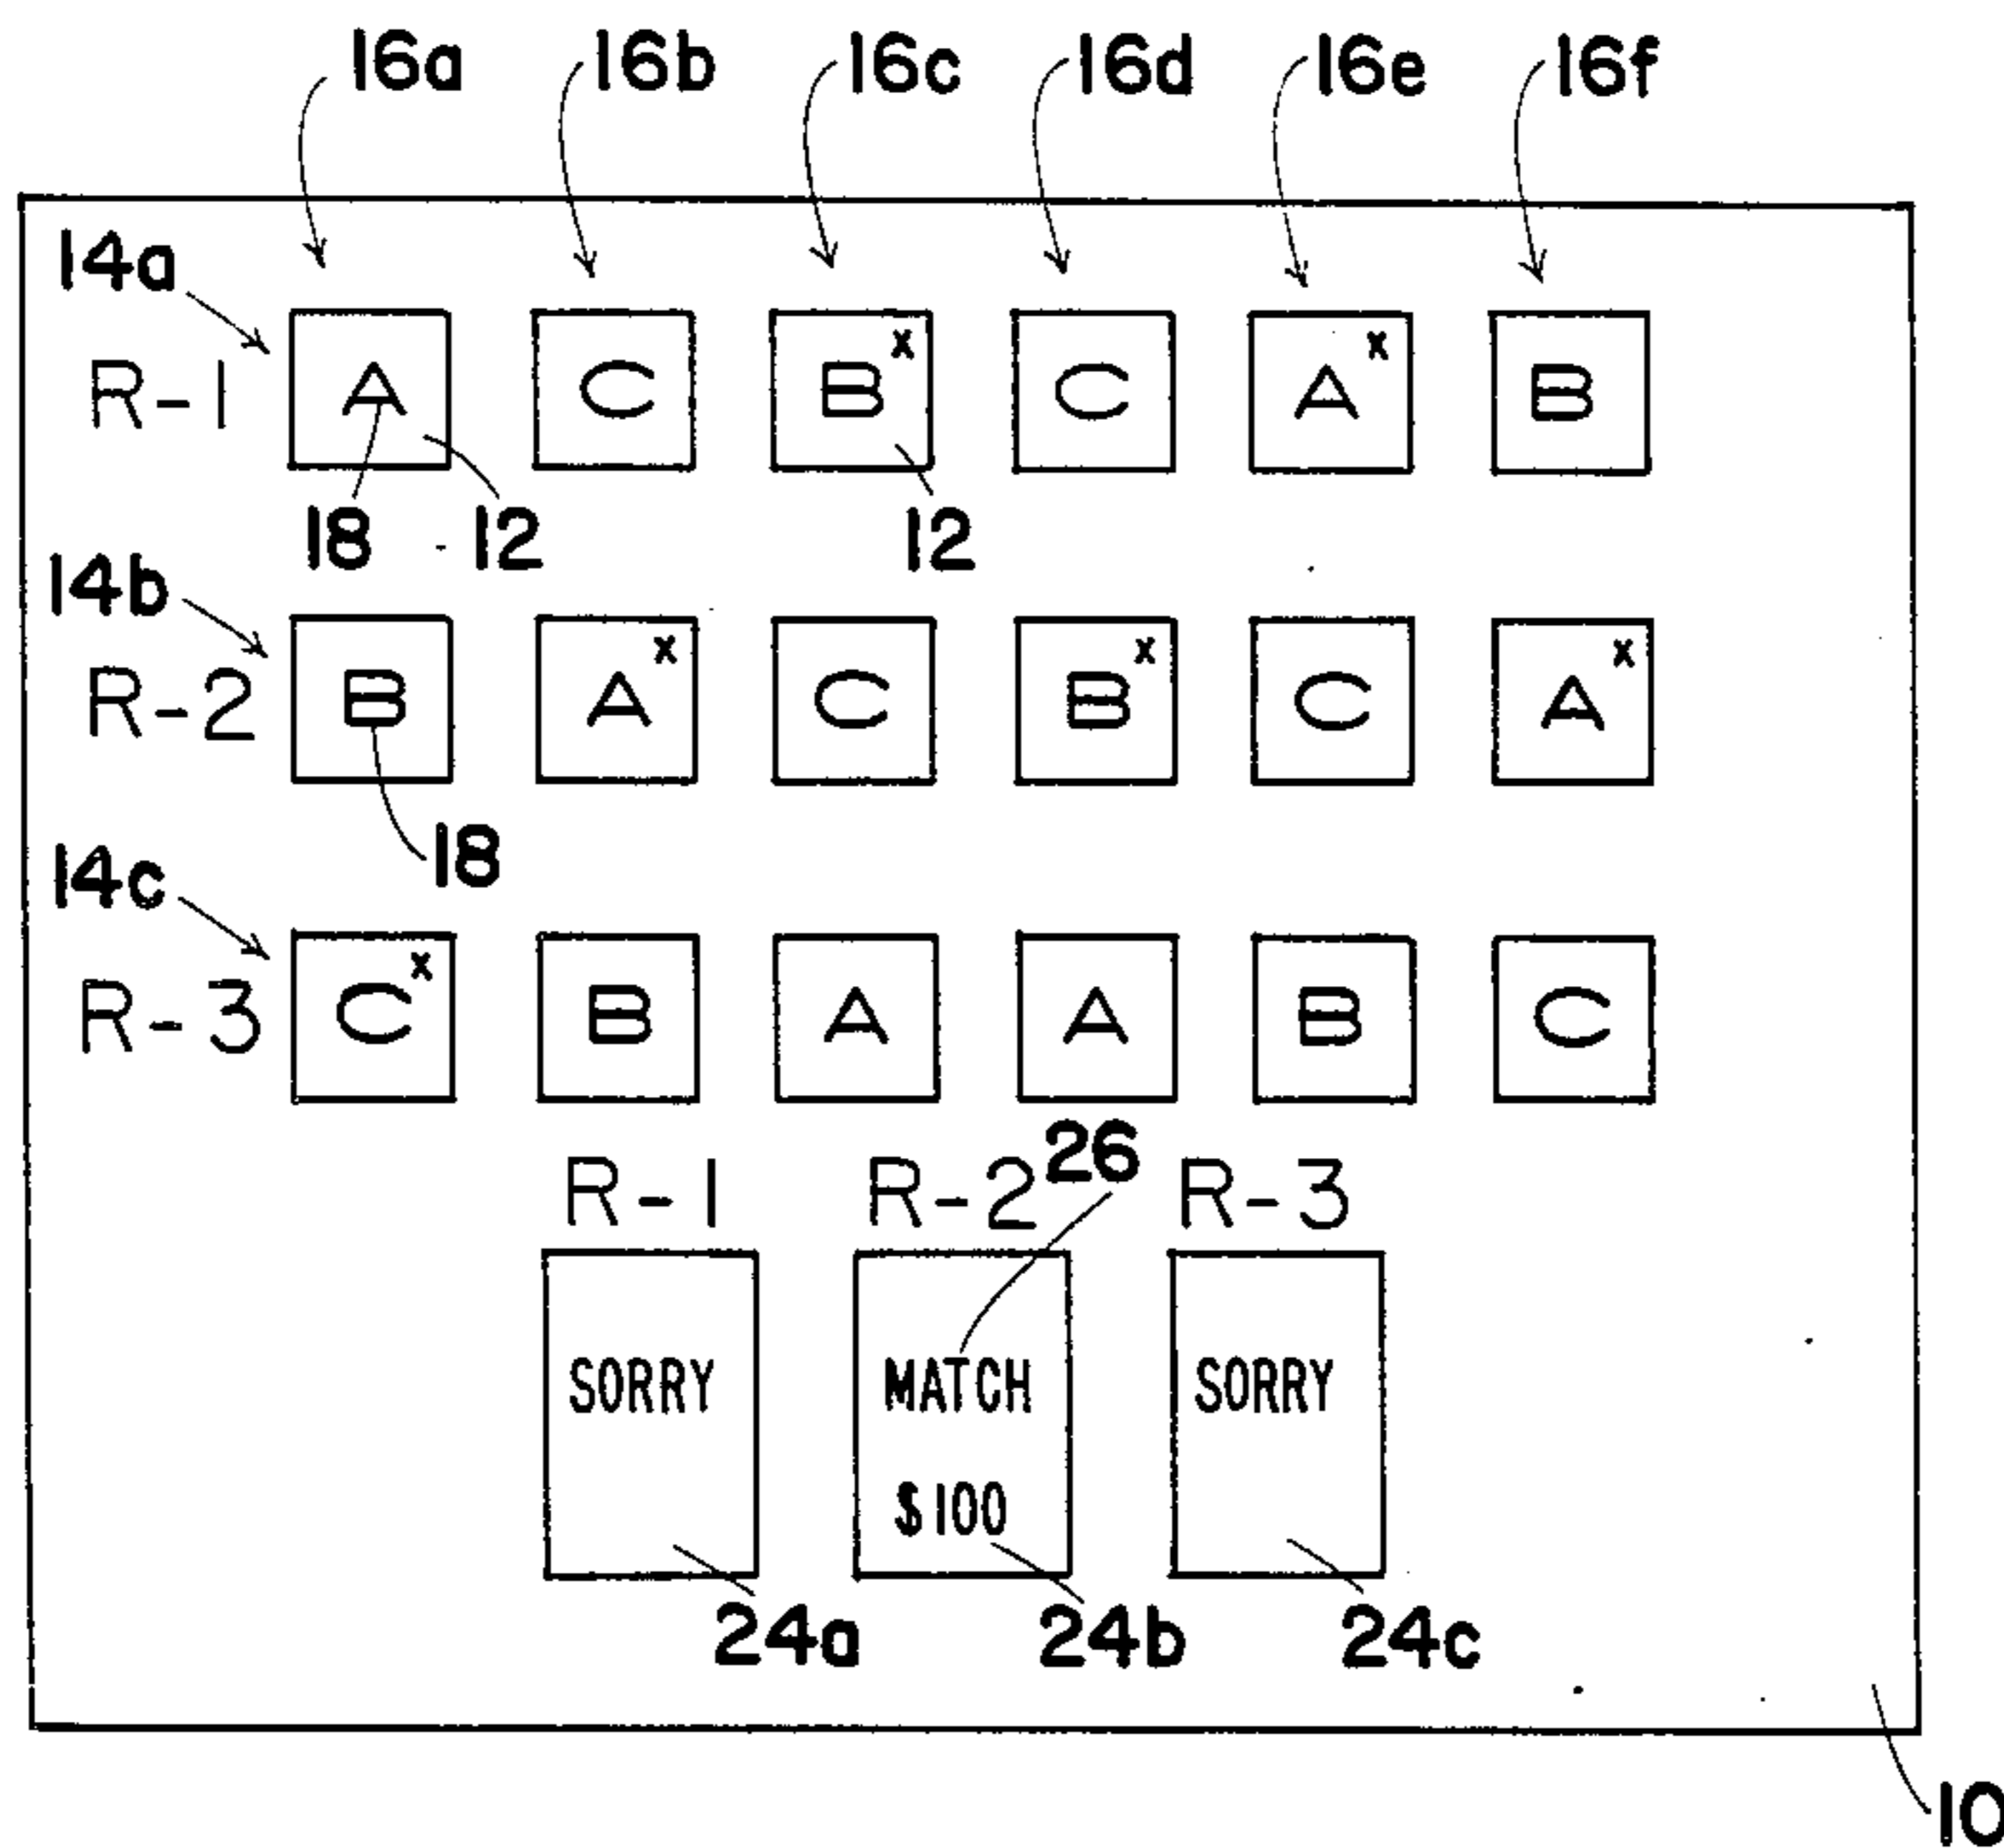 16a 16b 16c 16d 16e 16f
14a
R-1 A C B x C A x B
18 12 12
14b
R-2 B A x C B x C A x
18
14c
R-3 C x B A A B C
26
R-1 R-2 R-3
SORRY MATCH SORRY
$100
24a 24b 24c
10